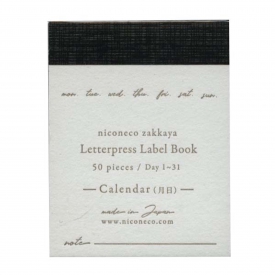 mon. tue. wed. thu. fri. sat. sun.
niconeco zakkaya
Letterpress Label Book
50 pieces / Day 1~31
— Calendar (月日) —
made in Japan
www.niconeco.com
note